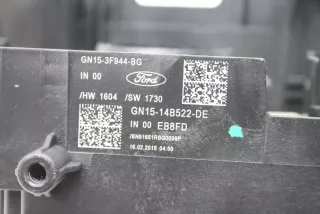 GN15-3F944-BG
IN 00
Ford
/HW 1604 /SW 1730
GN15-14B522-DE
IN 00 EB8FD
16.02.2018 04:50